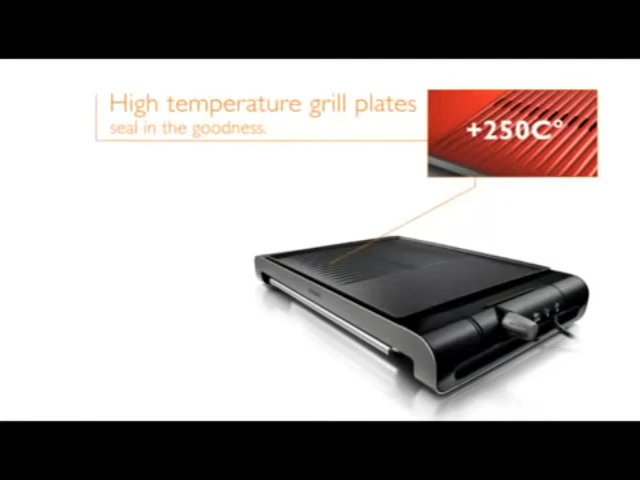 High temperature grill plates
seal in the goodness.
+250C°